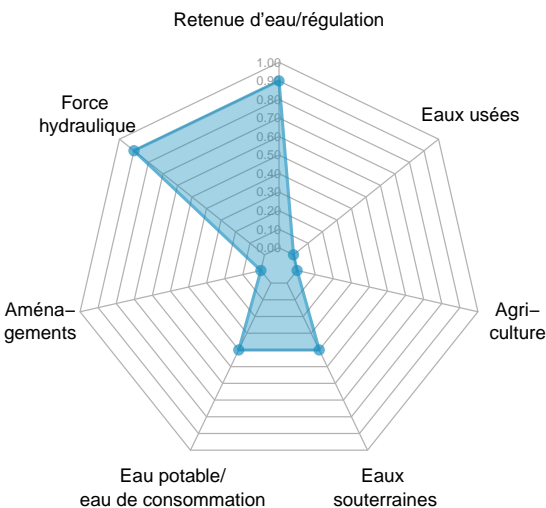 Retenue d'eau/régulation
1.00
0.90
0.80
0.70
0.60
0.50
0.40
0.30
0.20
0.10
0.00
Force
hydraulique
Eaux usées
Aména–
gements
Agri–
culture
Eau potable/
eau de consommation
Eaux
souterraines